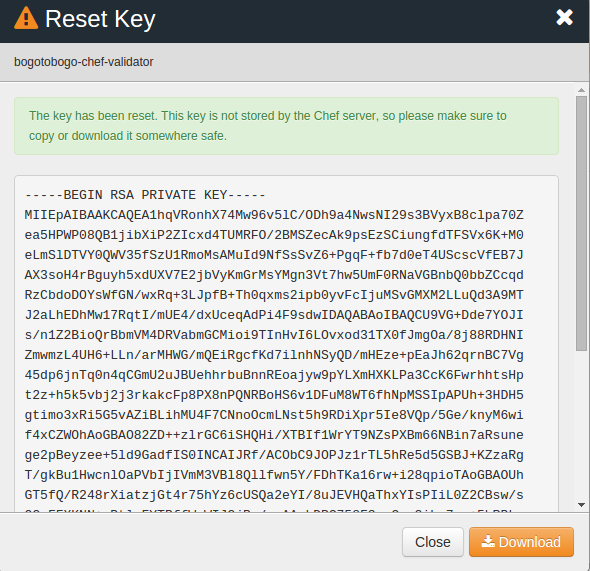 Reset Key
bogotobogo-chef-validator
The key has been reset. This key is not stored by the Chef server, so please make sure to
copy or download it somewhere safe.
-----BEGIN RSA PRIVATE KEY-----
MIIEpAIBAAKCAQEA1hqVRonhX74Mw96v5lC/ODh9a4NwsNI29s3BVyxB8clpa70Z
ea5HPWP08QB1jibXiP2ZIcxd4TUMRFO/2BMSZecAk9psEzSCiungfdTFSVx6K+M0
eLmSlDTVY0QWV35fSzU1RmoMsAMuId9NfSsSvZ6+PgqF+fb7d0eT4UScscVfEB7J
AX3soH4rBguyh5xdUXV7E2jbVyKmGrMsYMgn3Vt7hw5UmF0RNaVGBnbQ0bbZCcqd
RzCbdoDOYsWfGN/wxRq+3LJpfB+Th0qxms2ipb0yvFcIjuMSvGMXM2LLuQd3A9MT
J2aLhEDhMw17RqtI/mUE4/dxUceqAdPi4F9sdwIDAQABAoIBAQCU9VG+Dde7YOJI
s/n1Z2BioQrBbmVM4DRVabmGCMioi9TInHvI6LOvxod31TX0fJmgOa/8j88RDHNI
ZmwmzL4UH6+LLn/arMHWG/mQEiRgcfKd7ilnhNSyQD/mHEze+pEaJh62qrnBC7Vg
45dp6jnTq0n4qCGmU2uJBUehhrbuBnnREoajyw9pYLXmHXKLPa3CcK6FwrhhtsHp
t2z+h5k5vbj2j3rkakcFp8PX8nPQNRBoHS6v1DFuM8WT6fhNpMSSIpAPUh+3HDH5
gtimo3xRi5G5vAZiBLihMU4F7CNnoOcmLNst5h9RDiXpr5Ie8VQp/5Ge/knyM6wi
f4xCZWOhAoGBAO82ZD++zlrGC6iSHQHi/XTBIf1WrYT9NZsPXBm66NBin7aRsune
ge2pBeyzee+5ld9GadfIS0INCAIJRf/ACObC9JOPJz1rTL5hRe5d5GSBJ+KZzaRg
T/gkBu1HwcnlOaPVbIjIVmM3VBl8Qllfwn5Y/FDhTKa16rw+i28qpioTAoGBAOUh
GT5fQ/R248rXiatzjGt4r75hYz6cUSQa2eYI/8uJEVHQaThxYIsPIiL0Z2CBsw/s
Close
Download